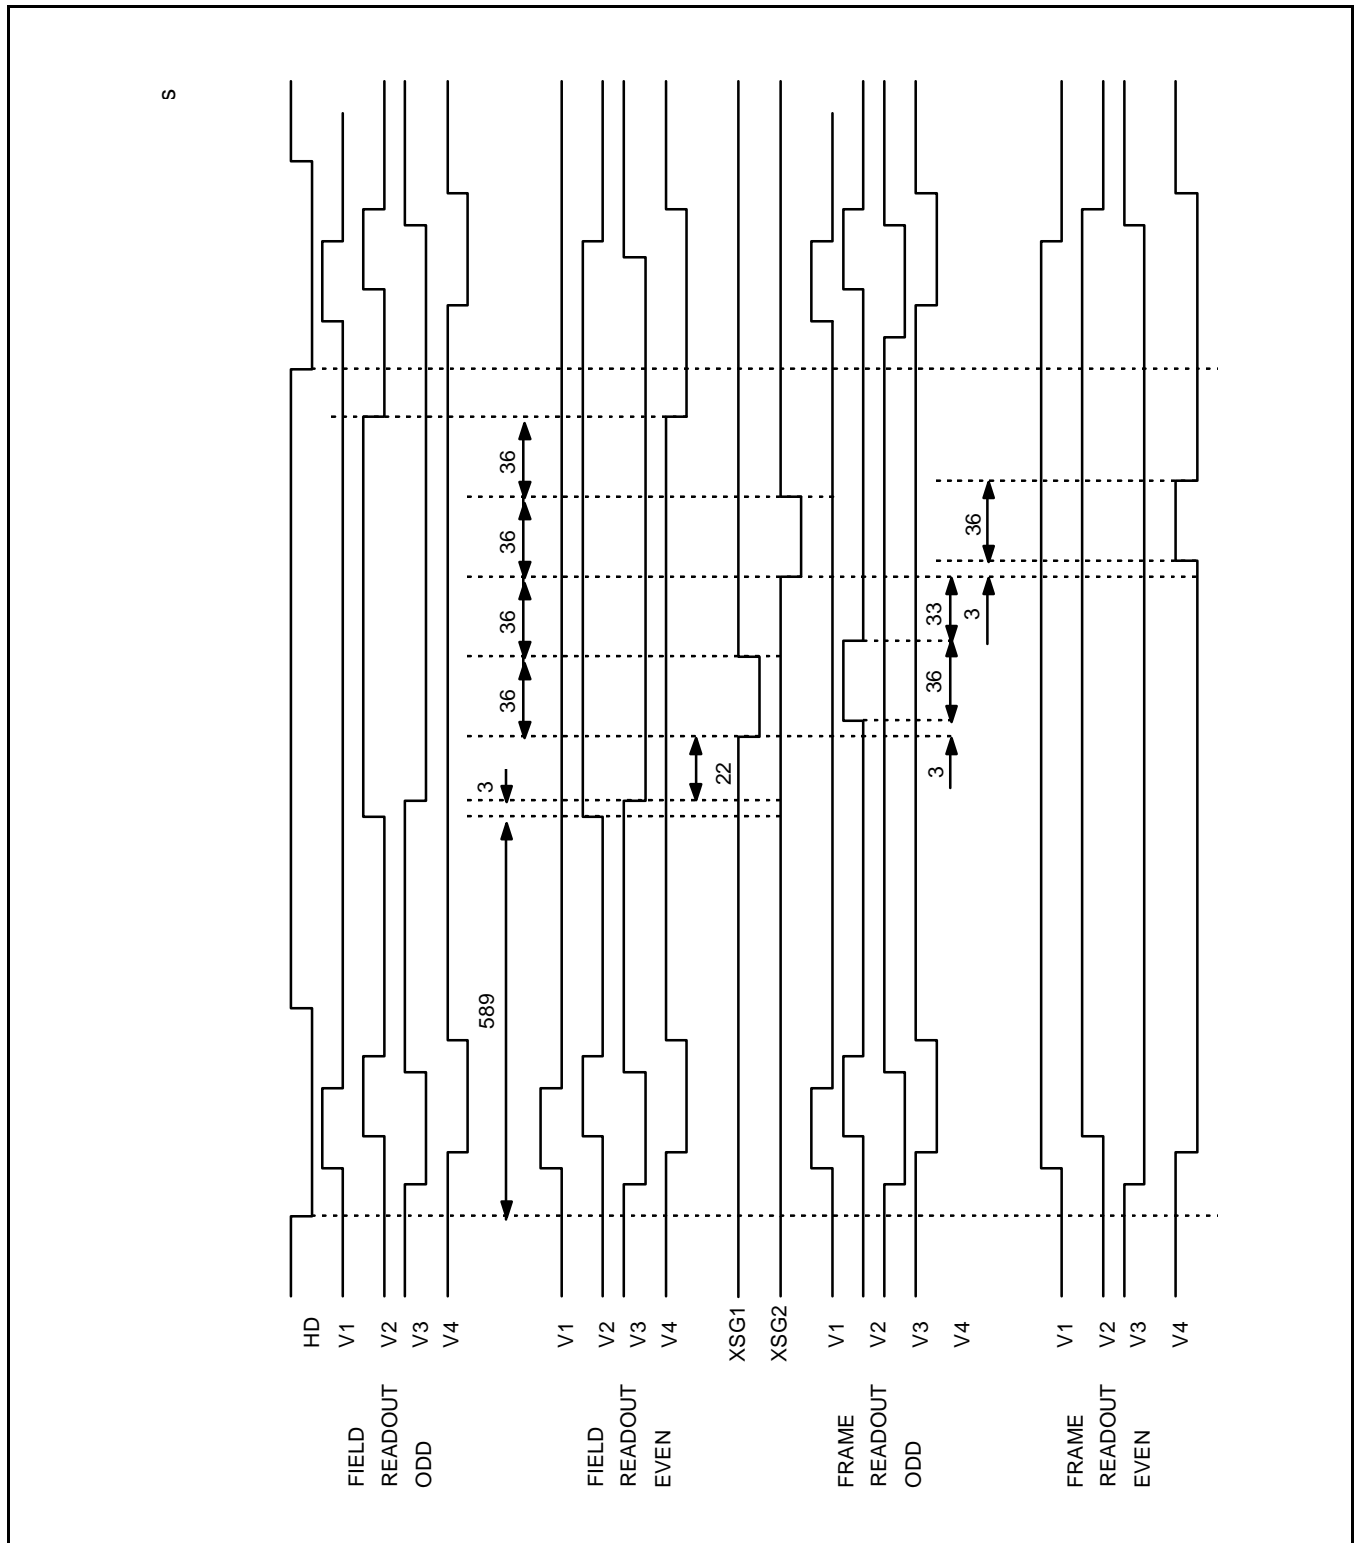 s
HD
FIELD
READOUT
ODD
V1
V2
V3
V4
589
3
36
36
36
36
FIELD
READOUT
EVEN
V1
V2
V3
V4
22
XSG1
XSG2
FRAME
READOUT
ODD
V1
V2
V3
V4
3
36
33
3
36
FRAME
READOUT
EVEN
V1
V2
V3
V4